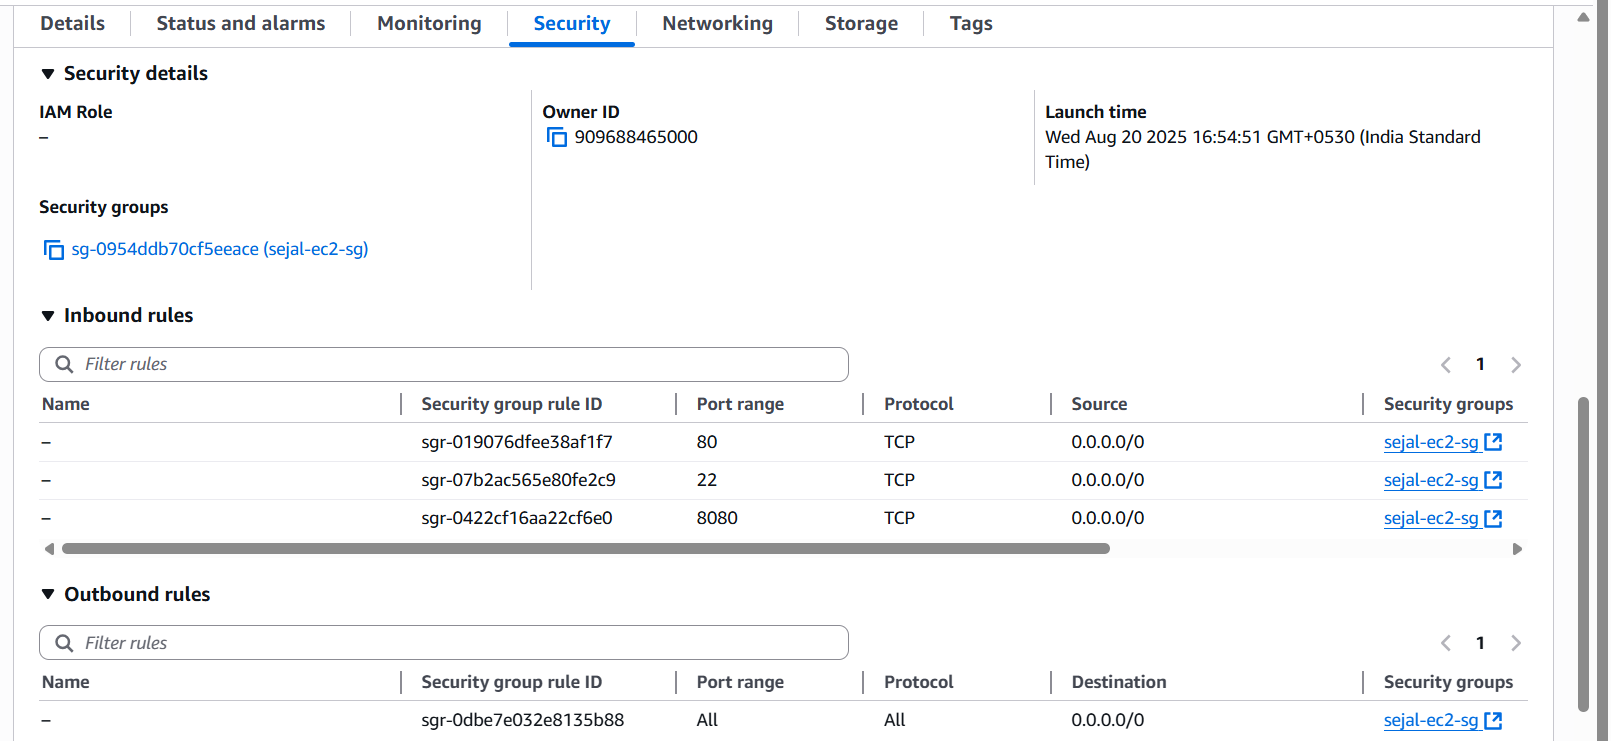 Details Status and alarms Monitoring Security Networking Storage Tags
Security details
IAM Role
–
Owner ID
909688465000
Launch time
Wed Aug 20 2025 16:54:51 GMT+0530 (India Standard
Time)
Security groups
sg-0954ddb70cf5eeace (sejal-ec2-sg)
Inbound rules
Filter rules
1
Name Security group rule ID Port range Protocol Source Security groups
– sgr-019076dfee38af1f7 80 TCP 0.0.0.0/0 sejal-ec2-sg
– sgr-07b2ac565e80fe2c9 22 TCP 0.0.0.0/0 sejal-ec2-sg
– sgr-0422cf16aa22cf6e0 8080 TCP 0.0.0.0/0 sejal-ec2-sg
Outbound rules
Filter rules
1
Name Security group rule ID Port range Protocol Destination Security groups
– sgr-0dbe7e032e8135b88 All All 0.0.0.0/0 sejal-ec2-sg